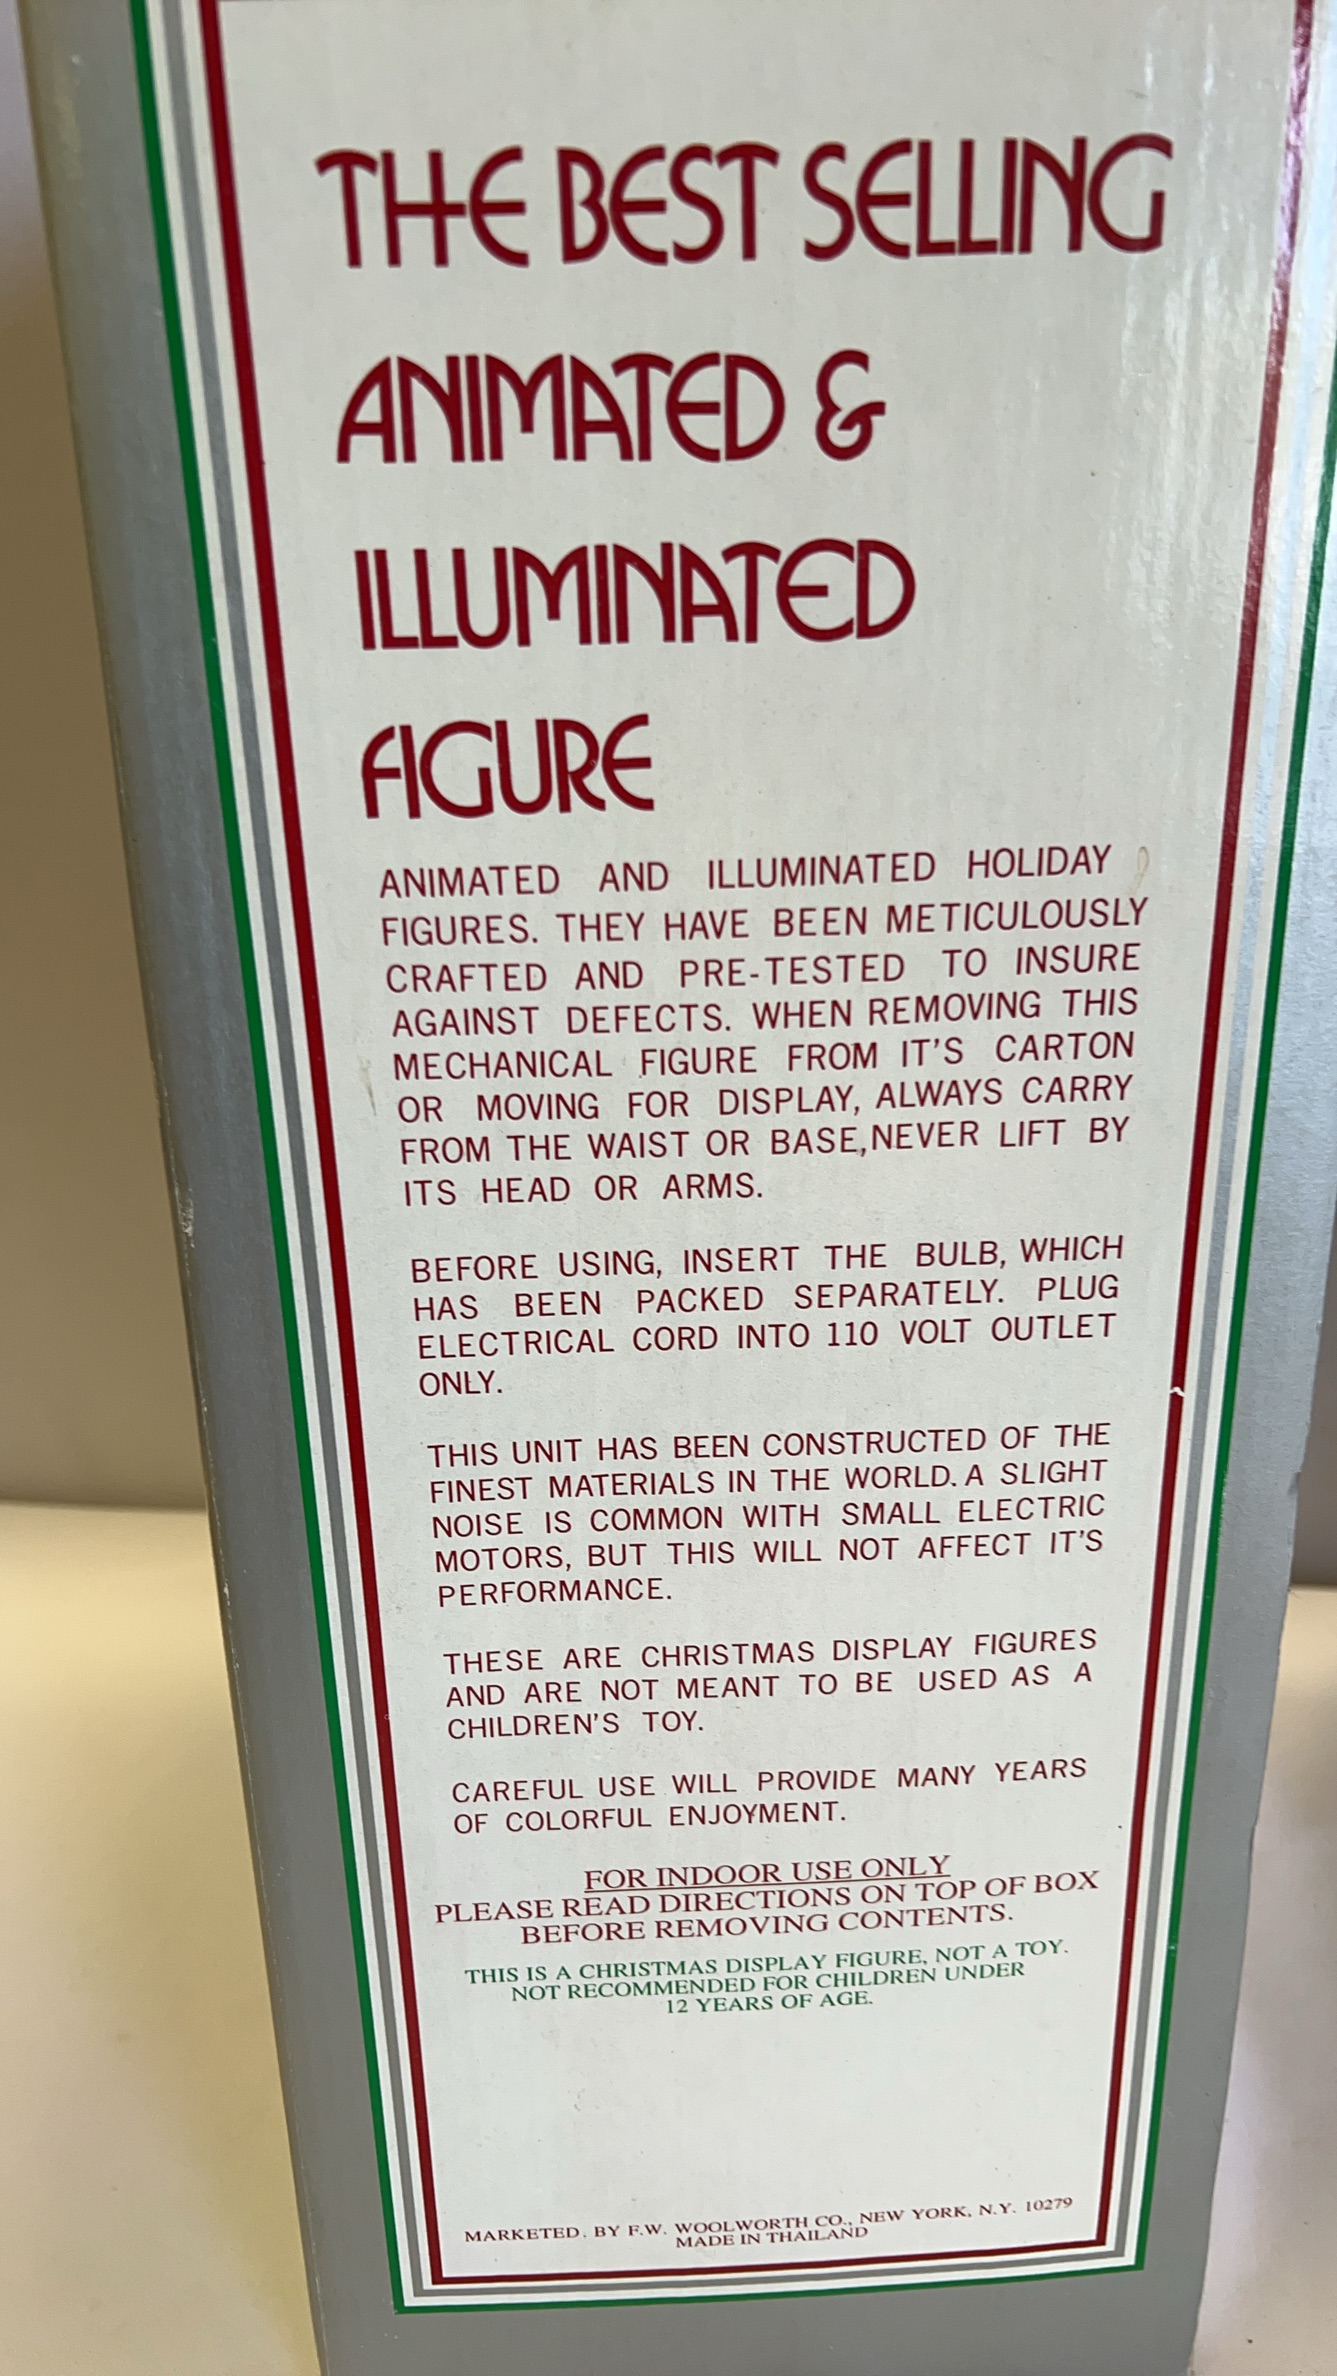 THE BEST SELLING
ANIMATED &
ILLUMINATED
FIGURE
ANIMATED AND ILLUMINATED HOLIDAY
FIGURES. THEY HAVE BEEN METICULOUSLY
CRAFTED AND PRE-TESTED TO INSURE
AGAINST DEFECTS. WHEN REMOVING THIS
MECHANICAL FIGURE FROM IT'S CARTON
OR MOVING FOR DISPLAY, ALWAYS CARRY
FROM THE WAIST OR BASE,NEVER LIFT BY
ITS HEAD OR ARMS.
BEFORE USING, INSERT THE BULB, WHICH
HAS BEEN PACKED SEPARATELY. PLUG
ELECTRICAL CORD INTO 110 VOLT OUTLET
ONLY.
THIS UNIT HAS BEEN CONSTRUCTED OF THE
FINEST MATERIALS IN THE WORLD. A SLIGHT
NOISE IS COMMON WITH SMALL ELECTRIC
MOTORS, BUT THIS WILL NOT AFFECT IT'S
PERFORMANCE.
THESE ARE CHRISTMAS DISPLAY FIGURES
AND ARE NOT MEANT TO BE USED AS A
CHILDREN'S TOY.
CAREFUL USE WILL PROVIDE MANY YEARS
OF COLORFUL ENJOYMENT.
FOR INDOOR USE ONLY
PLEASE READ DIRECTIONS ON TOP OF BOX
BEFORE REMOVING CONTENTS.
THIS IS A CHRISTMAS DISPLAY FIGURE, NOT A TOY.
NOT RECOMMENDED FOR CHILDREN UNDER
12 YEARS OF AGE.
MARKETED. BY F.W. WOOLWORTH CO., NEW YORK, N.Y. 10279
MADE IN THAILAND